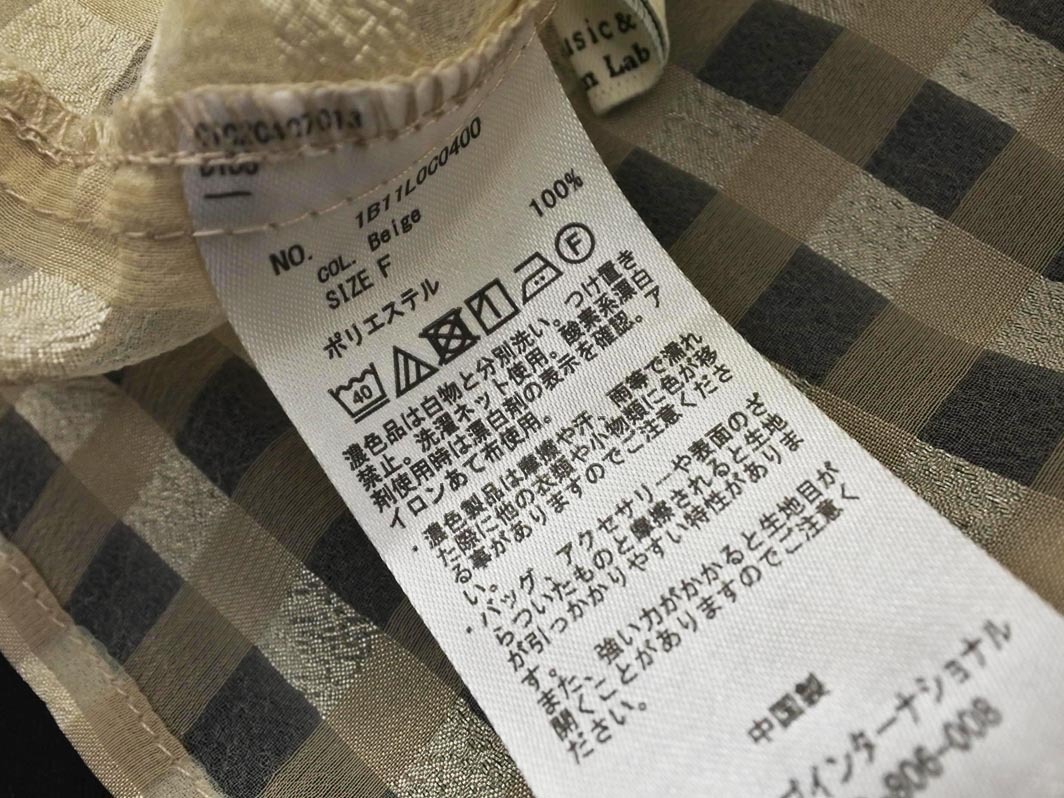 usic &
n Lab
NO. 1B11L0C0400
COL. Beige
SIZE F
ポリエステル 100%
40 F
濃色品は白物と分別洗い。つけ置き
禁止。洗濯ネット使用。酸素系漂白
剤使用時は漂白剤の表示を確認。ア
イロンあて布使用。
・濃色製品は摩擦や汗、雨等で濡れ
た際に他の衣類や小物類に色が移
る事がありますのでご注意くださ
い。
・バッグ、アクセサリーや表面のざ
らついたものと摩擦されると生地
が引っかかりやすい特性がありま
す。
また、強い力がかかると生地目が
開くことがありますのでご注意く
ださい。
中国製
インターナショナル
806-008